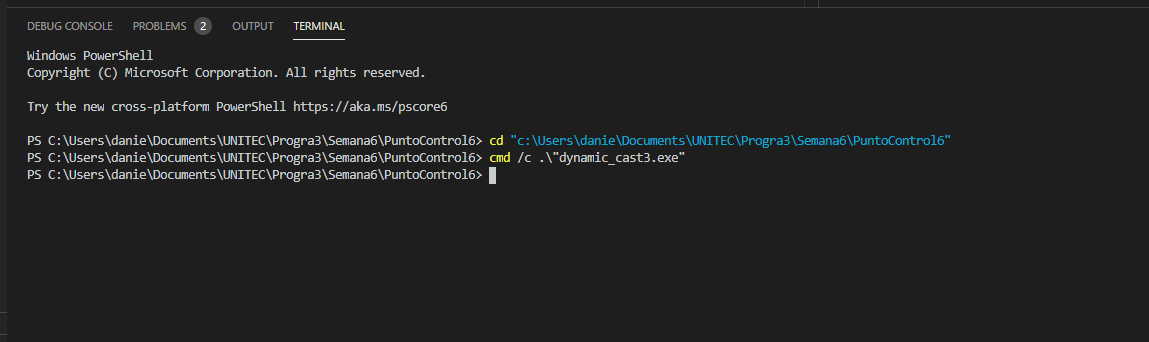 DEBUG CONSOLE PROBLEMS 2 OUTPUT TERMINAL
Windows PowerShell
Copyright (C) Microsoft Corporation. All rights reserved.
Try the new cross-platform PowerShell https://aka.ms/pscore6
PS C:\Users\danie\Documents\UNITEC\Progra3\Semana6\PuntoControl6> cd "c:\Users\danie\Documents\UNITEC\Progra3\Semana6\PuntoControl6"
PS C:\Users\danie\Documents\UNITEC\Progra3\Semana6\PuntoControl6> cmd /c .\"dynamic_cast3.exe"
PS C:\Users\danie\Documents\UNITEC\Progra3\Semana6\PuntoControl6>